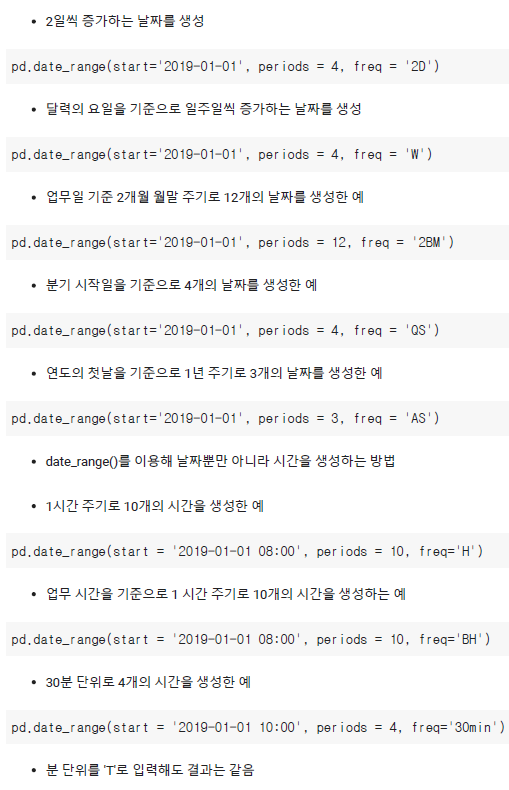 • 2일씩 증가하는 날짜를 생성
pd.date_range(start='2019-01-01', periods = 4, freq = '2D')
• 달력의 요일을 기준으로 일주일씩 증가하는 날짜를 생성
pd.date_range(start='2019-01-01', periods = 4, freq = 'W')
• 업무일 기준 2개월 월말 주기로 12개의 날짜를 생성한 예
pd.date_range(start='2019-01-01', periods = 12, freq = '2BM')
• 분기 시작일을 기준으로 4개의 날짜를 생성한 예
pd.date_range(start='2019-01-01', periods = 4, freq = 'QS')
• 연도의 첫날을 기준으로 1년 주기로 3개의 날짜를 생성한 예
pd.date_range(start='2019-01-01', periods = 3, freq = 'AS')
• date_range()를 이용해 날짜뿐만 아니라 시간을 생성하는 방법
• 1시간 주기로 10개의 시간을 생성한 예
pd.date_range(start = '2019-01-01 08:00', periods = 10, freq='H')
• 업무 시간을 기준으로 1 시간 주기로 10개의 시간을 생성하는 예
pd.date_range(start = '2019-01-01 08:00', periods = 10, freq='BH')
• 30분 단위로 4개의 시간을 생성한 예
pd.date_range(start = '2019-01-01 10:00', periods = 4, freq='30min')
• 분 단위를 'T'로 입력해도 결과는 같음